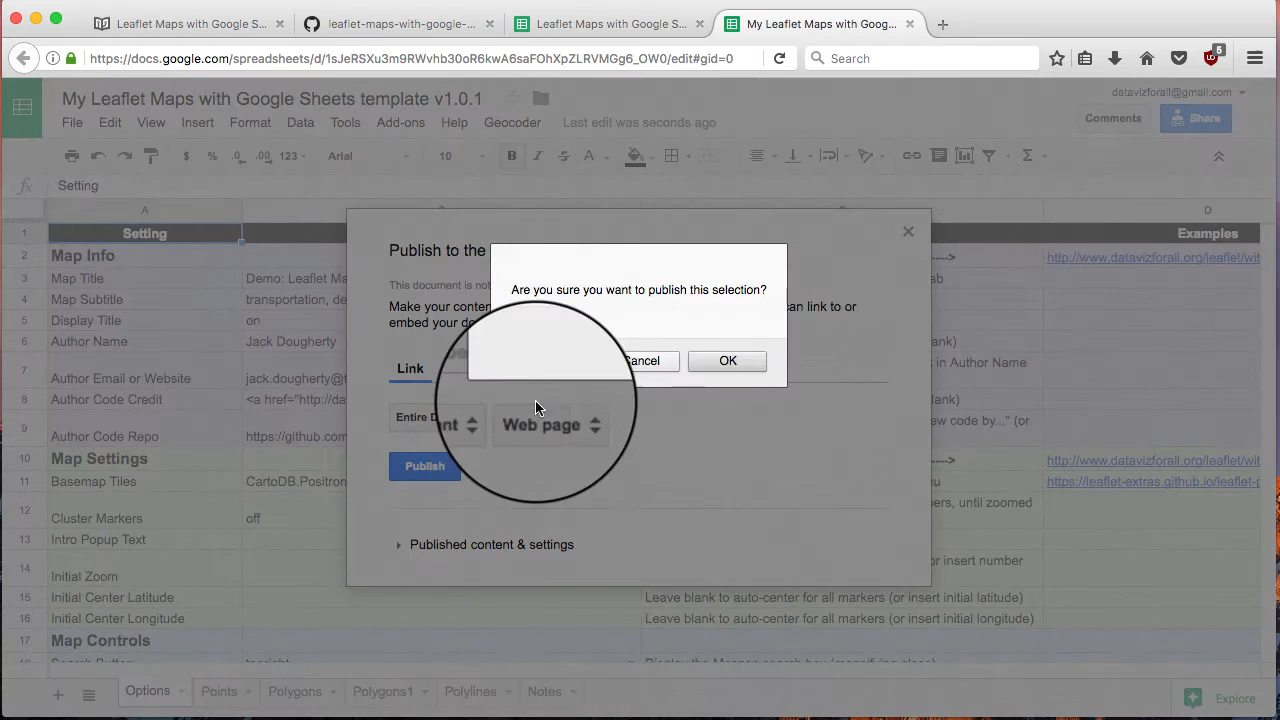 Leaflet Maps with Google S...
leaflet-maps-with-google-...
Leaflet Maps with Google S...
My Leaflet Maps with Goog...
https://docs.google.com/spreadsheets/d/1sJeRSXu3m9RWvhb30oR6kwA6saFOhXpZLRVMGg6_OW0/edit#gid=0
Search
5
My Leaflet Maps with Google Sheets template v1.0.1
datavizforall@gmail.com
File Edit View Insert Format Data Tools Add-ons Help Geocoder Last edit was seconds ago
Comments
Share
$ % .0 .00 123 Arial 10 B I S A Σ
fx Setting
A
D
1 Setting Examples
2 Map Info ----> http://www.datavizforall.org/leaflet/wit
3 Map Title Demo: Leaflet Ma
4 Map Subtitle transportation, de
5 Display Title on
6 Author Name Jack Dougherty
7 Author Email or Website jack.dougherty@t in Author Name
8 Author Code Credit <a href="http://da
9 Author Code Repo https://github.com ew code by..." (or
10 Map Settings ----> http://www.datavizforall.org/leaflet/wit
11 Basemap Tiles CartoDB.Positron https://leaflet-extras.github.io/leaflet-p
12 Cluster Markers off bers, until zoomed
13 Intro Popup Text
14 Initial Zoom or insert number
15 Initial Center Latitude Leave blank to auto-center for all markers (or insert initial latitude)
16 Initial Center Longitude Leave blank to auto-center for all markers (or insert initial longitude)
17 Map Controls
Publish to the
This document is not
Make your conten can link to or
embed your do
Link
Entire D nt Web page
Publish
Published content & settings
Are you sure you want to publish this selection?
Cancel OK
Options Points Polygons Polygons1 Polylines Notes
Explore